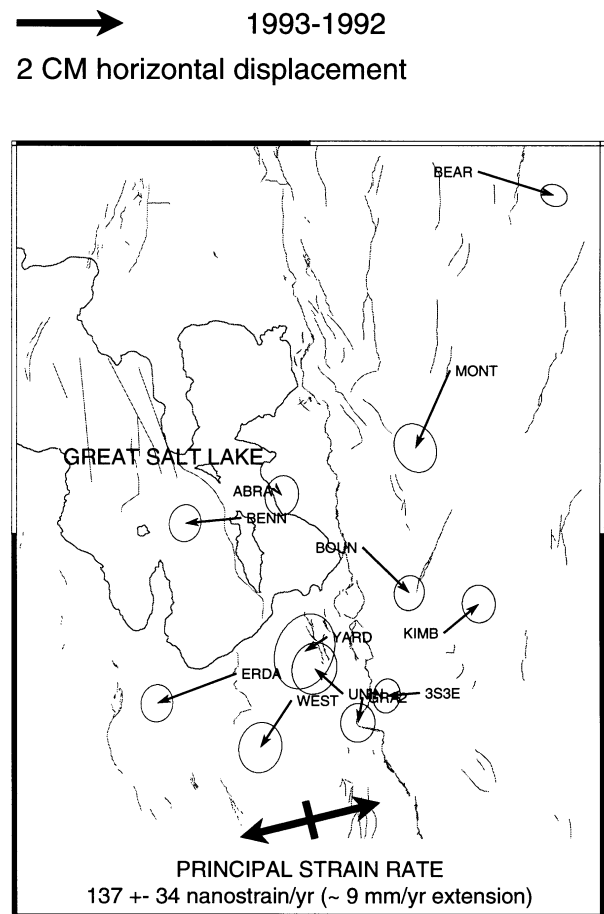 1993-1992
2 CM horizontal displacement
BEAR
MONT
GREAT SALT LAKE
ABRA
BENN
BOUN
KIMB
YARD
ERDA
WEST
GRA2
3S3E
PRINCIPAL STRAIN RATE
137 +- 34 nanostrain/yr (~ 9 mm/yr extension)